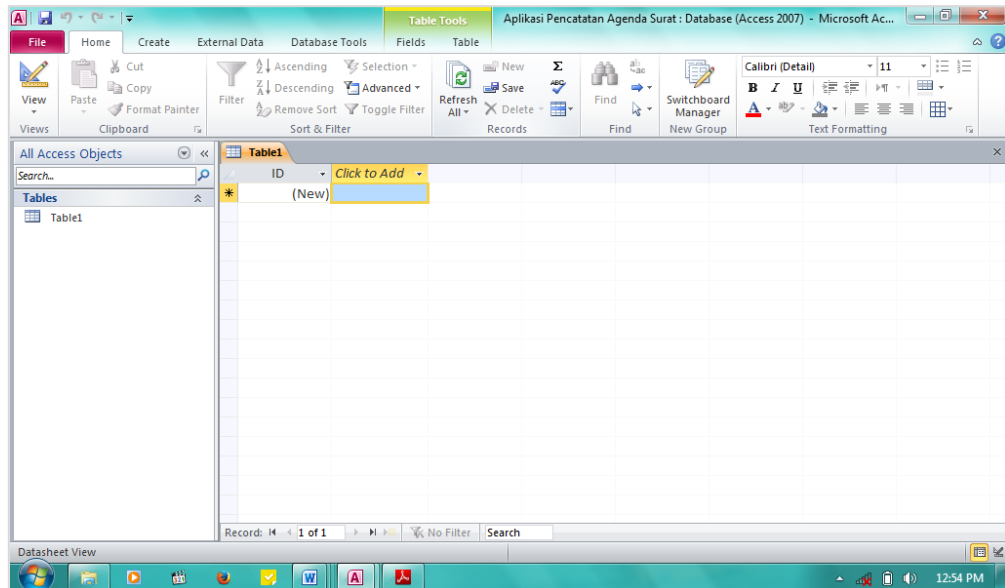 Table Tools Aplikasi Pencatatan Agenda Surat : Database (Access 2007) - Microsoft Ac...
File Home Create External Data Database Tools Fields Table
View
Views
Paste
Cut
Copy
Format Painter
Clipboard
Filter
Ascending
Descending
Remove Sort
Selection
Advanced
Toggle Filter
Sort & Filter
Refresh
All
New
Save
Delete
Records
Find
Find
Switchboard
Manager
New Group
Calibri (Detail) 11
B I U
A
Text Formatting
All Access Objects
Search...
Tables
Table1
Table1
ID Click to Add
(New)
Record: 1 of 1 No Filter Search
Datasheet View
12:54 PM